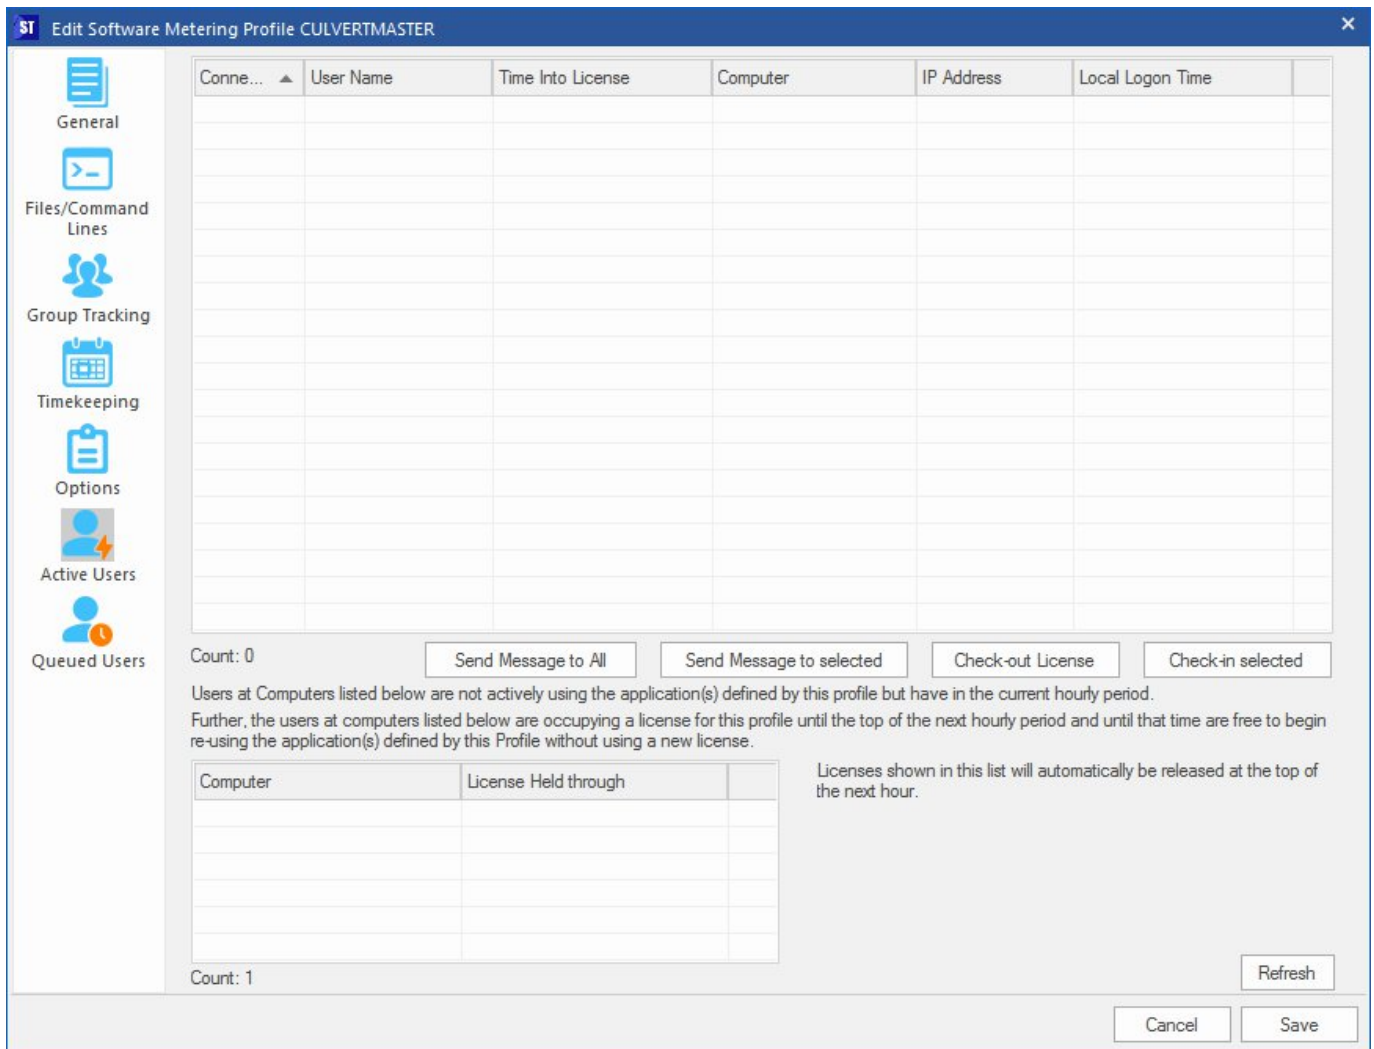 ST Edit Software Metering Profile CULVERTMASTER
General
Files/Command
Lines
Group Tracking
Timekeeping
Options
Active Users
Queued Users
Conne... User Name Time Into License Computer IP Address Local Logon Time
Count: 0 Send Message to All Send Message to selected Check-out License Check-in selected
Users at Computers listed below are not actively using the application(s) defined by this profile but have in the current hourly period.
Further, the users at computers listed below are occupying a license for this profile until the top of the next hourly period and until that time are free to begin
re-using the application(s) defined by this Profile without using a new license.
Computer License Held through
Licenses shown in this list will automatically be released at the top of
the next hour.
Count: 1
Refresh
Cancel Save